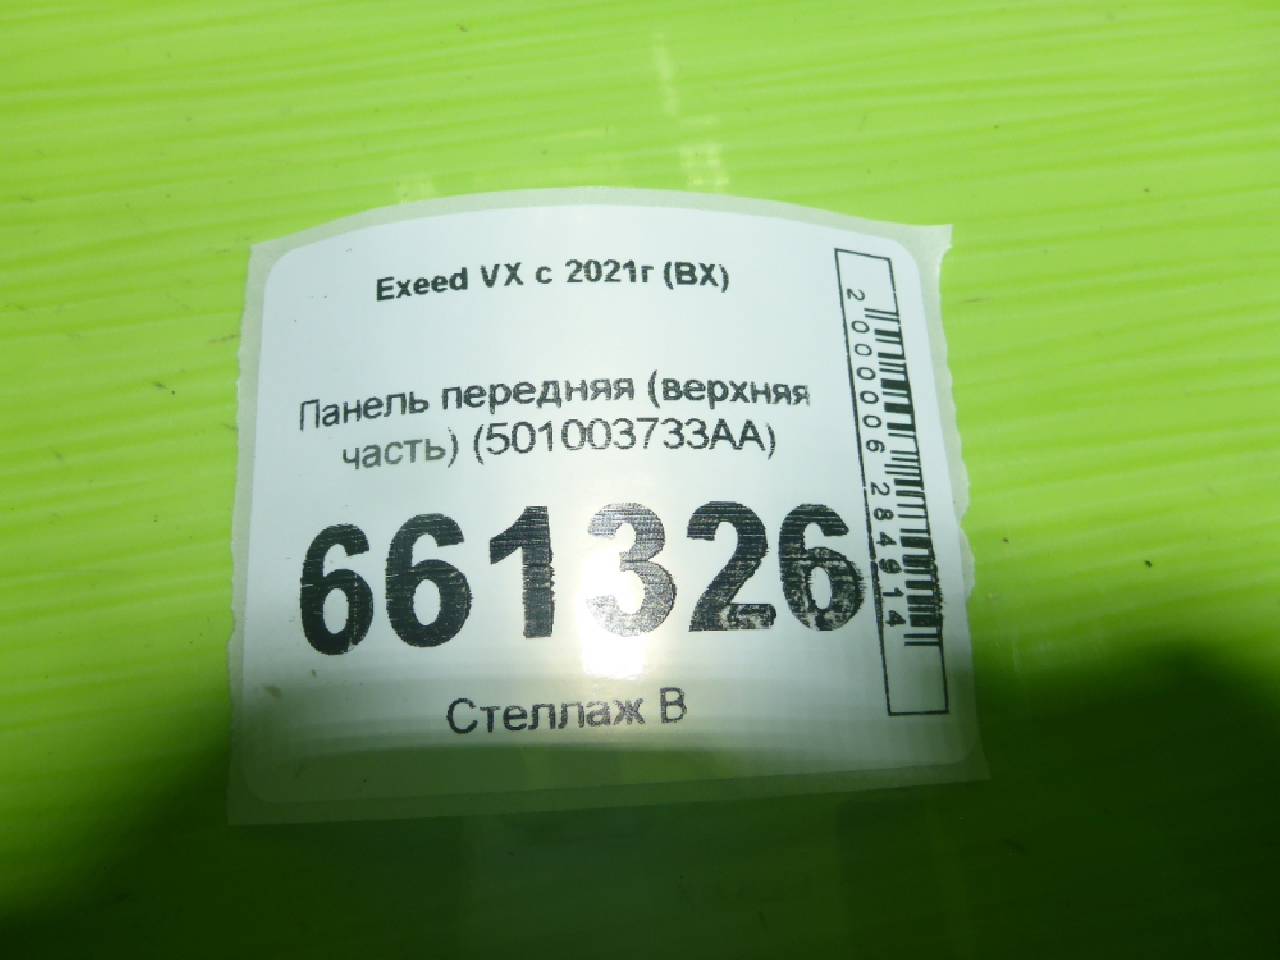 Exeed VX с 2021г (ВХ)
Панель передняя (верхняя
часть) (501003733AA)
661326
Стеллаж В
2000006284914